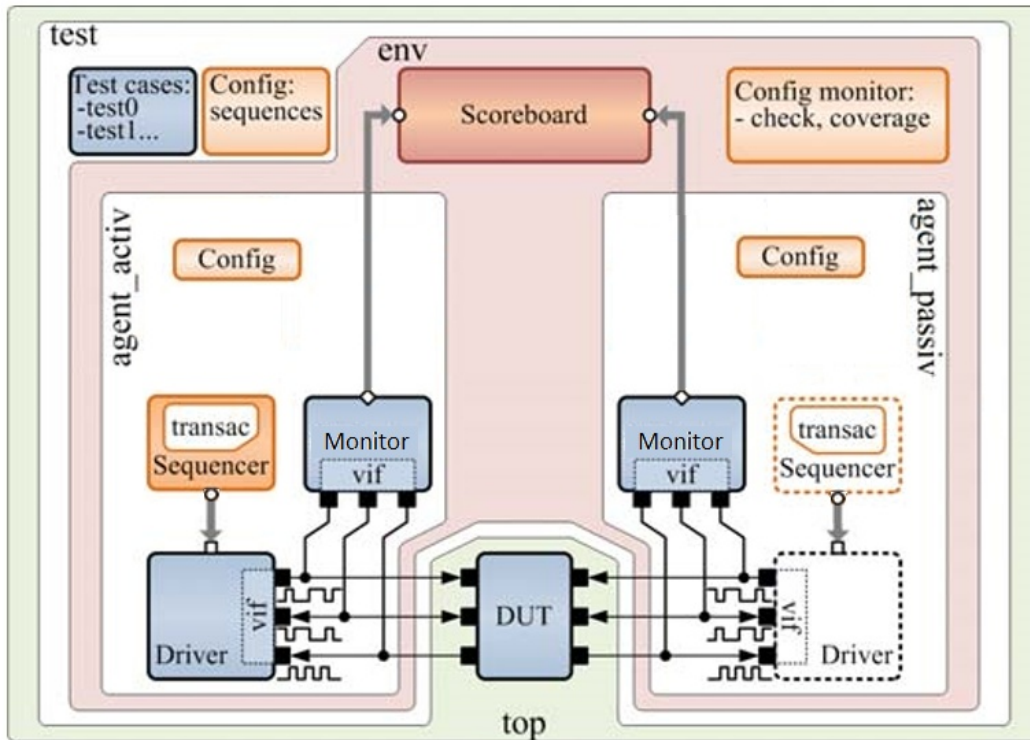 test
env
Test cases:
-test0
-test1...
Config:
sequences
Scoreboard
Config monitor:
- check, coverage
agent_activ
Config
agent_passiv
Config
transac
Sequencer
Monitor
vif
Monitor
vif
transac
Sequencer
vif
Driver
DUT
vif
Driver
top